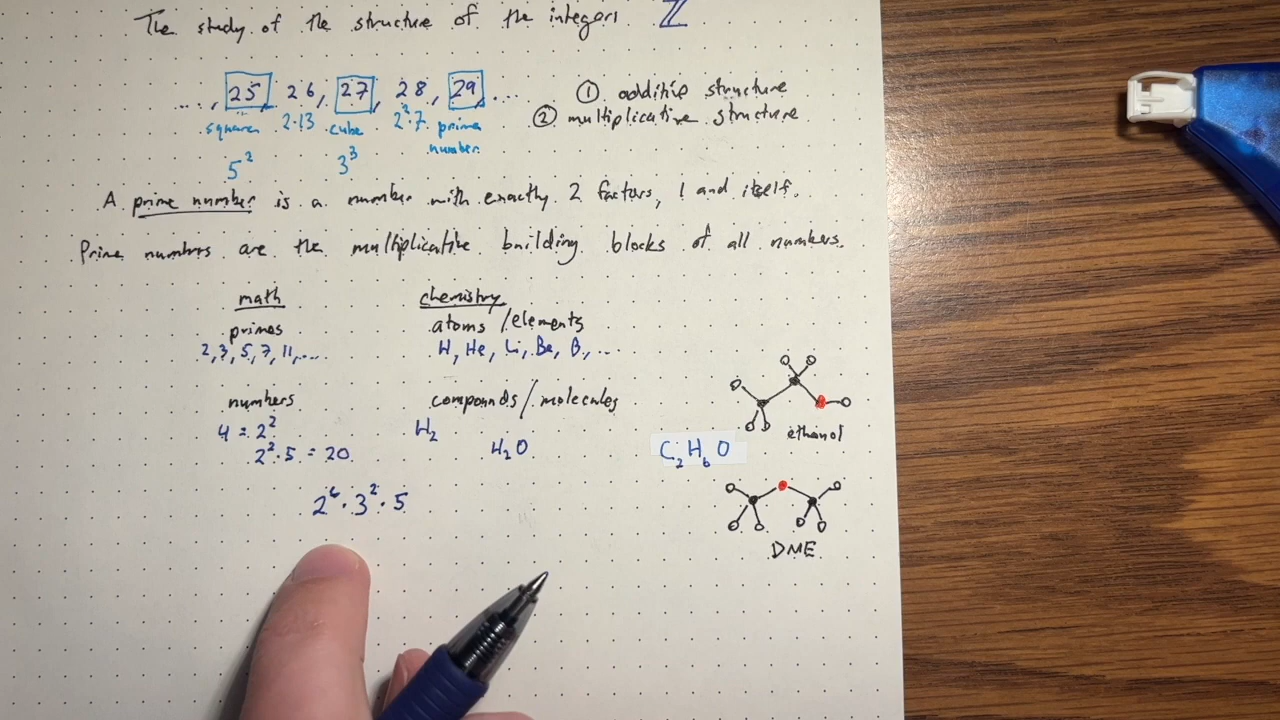 The study of the structure of the integers ℤ
..., 25, 26, 27, 28, 29, ... ① additive structure
square 2·13 cube 2²·7 prime number ② multiplicative structure
5² 3³
A prime number is a number with exactly 2 factors, 1 and itself.
Prime numbers are the multiplicative building blocks of all numbers.
math chemistry
primes atoms/elements
2, 3, 5, 7, 11, ... H, He, Li, Be, B, ...
numbers compounds/molecules
4 = 2² H₂
ethanol
2²·5 = 20 H₂O C₂H₆O
2⁶·3²·5
DME